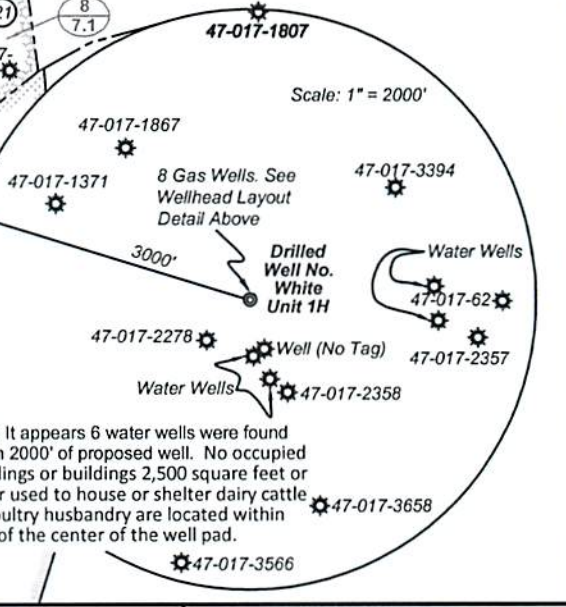 21
8
7.1
7-
47-017-1807
Scale: 1" = 2000'
47-017-1867
47-017-1371
8 Gas Wells. See
Wellhead Layout
Detail Above
47-017-3394
3000'
Drilled
Well No.
White
Unit 1H
Water Wells
47-017-62
47-017-2357
47-017-2278
Well (No Tag)
Water Wells
47-017-2358
It appears 6 water wells were found
2000' of proposed well. No occupied
lings or buildings 2,500 square feet or
r used to house or shelter dairy cattle
ultry husbandry are located within
of the center of the well pad.
47-017-3658
47-017-3566